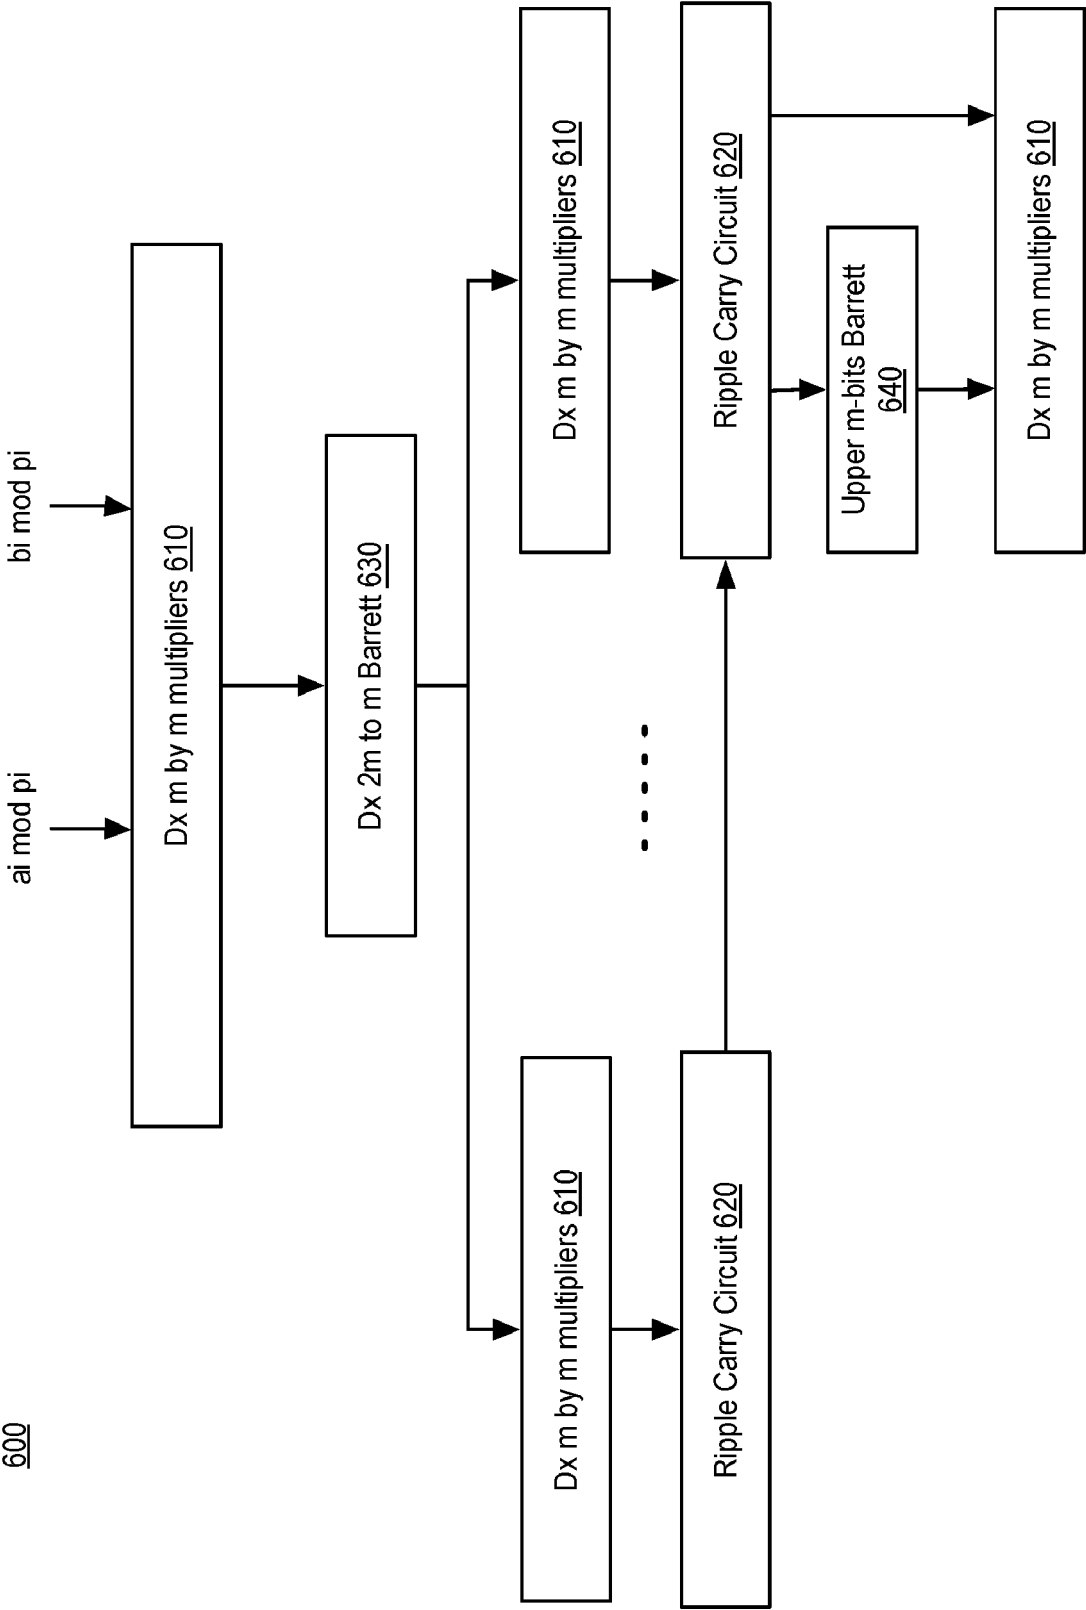 600
ai mod pi
bi mod pi
Dx m by m multipliers 610
Dx 2m to m Barrett 630
Dx m by m multipliers 610
Dx m by m multipliers 610
Ripple Carry Circuit 620
Ripple Carry Circuit 620
Upper m-bits Barrett
640
Dx m by m multipliers 610